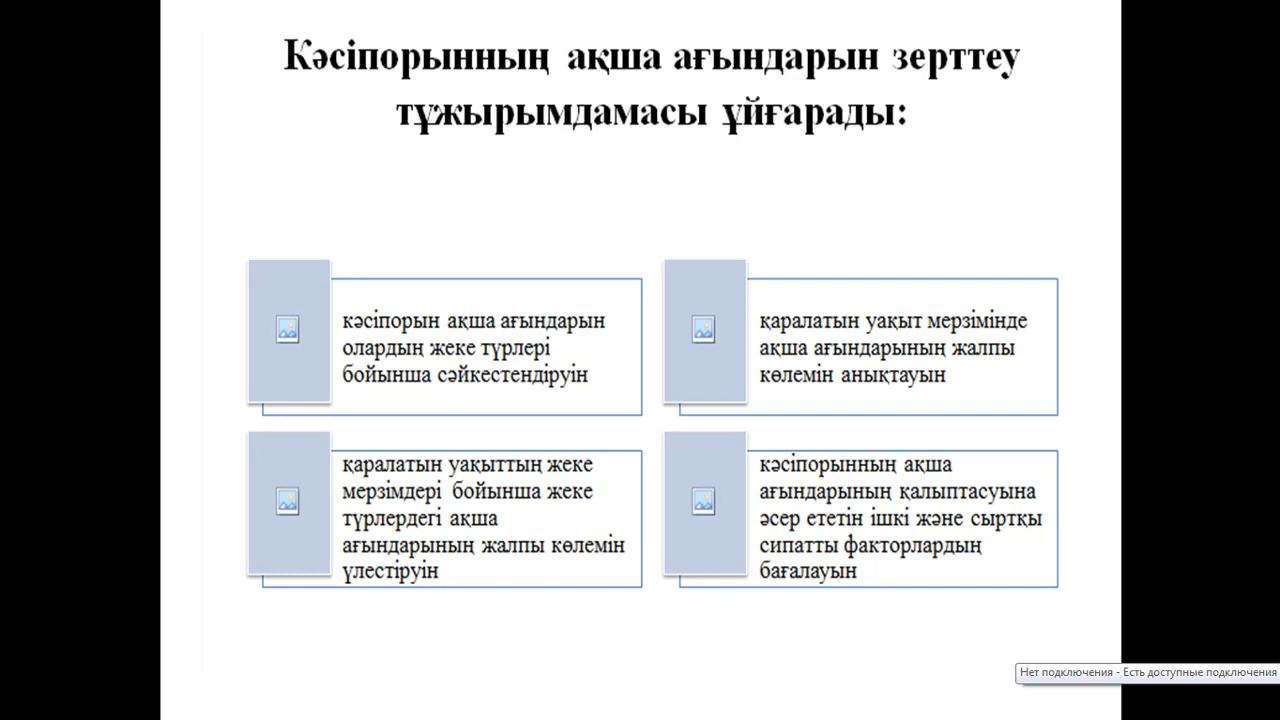 Кәсіпорынның ақша ағындарын зерттеу
тұжырымдамасы ұйғарады:
кәсіпорын ақша ағындарын
олардың жеке түрлері
бойынша сәйкестендіруін
қаралатын уақыт мерзімінде
ақша ағындарының жалпы
көлемін анықтауын
қаралатын уақыттың жеке
мерзімдері бойынша жеке
түрлердегі ақша
ағындарының жалпы көлемін
үлестіруін
кәсіпорынның ақша
ағындарының қалыптасуына
әсер ететін ішкі және сыртқы
сипатты факторлардың
бағалауын
Нет подключения - Есть доступные подключения